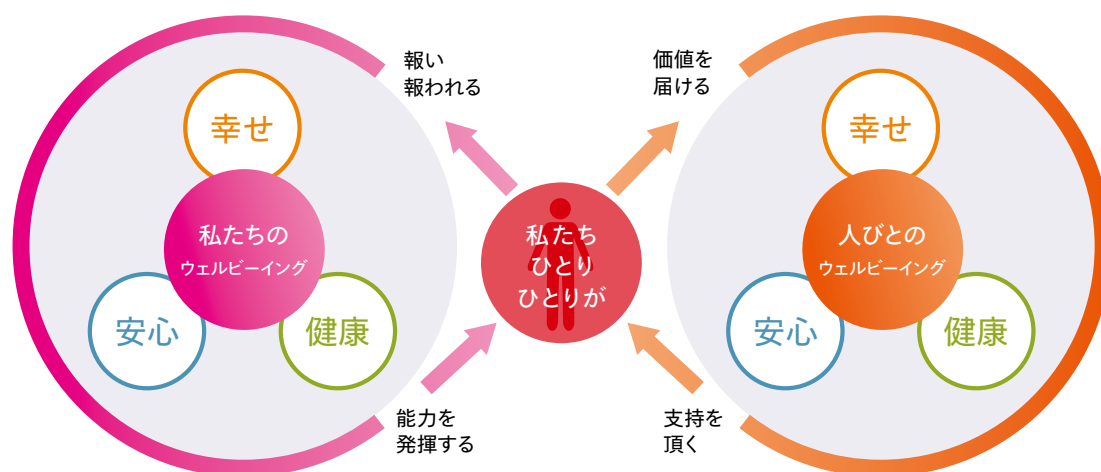 幸せ
私たちの
ウェルビーイング
安心
健康
報い
報われる
能力を
発揮する
私たち
ひとり
ひとりが
価値を
届ける
支持を
頂く
幸せ
人びとの
ウェルビーイング
安心
健康